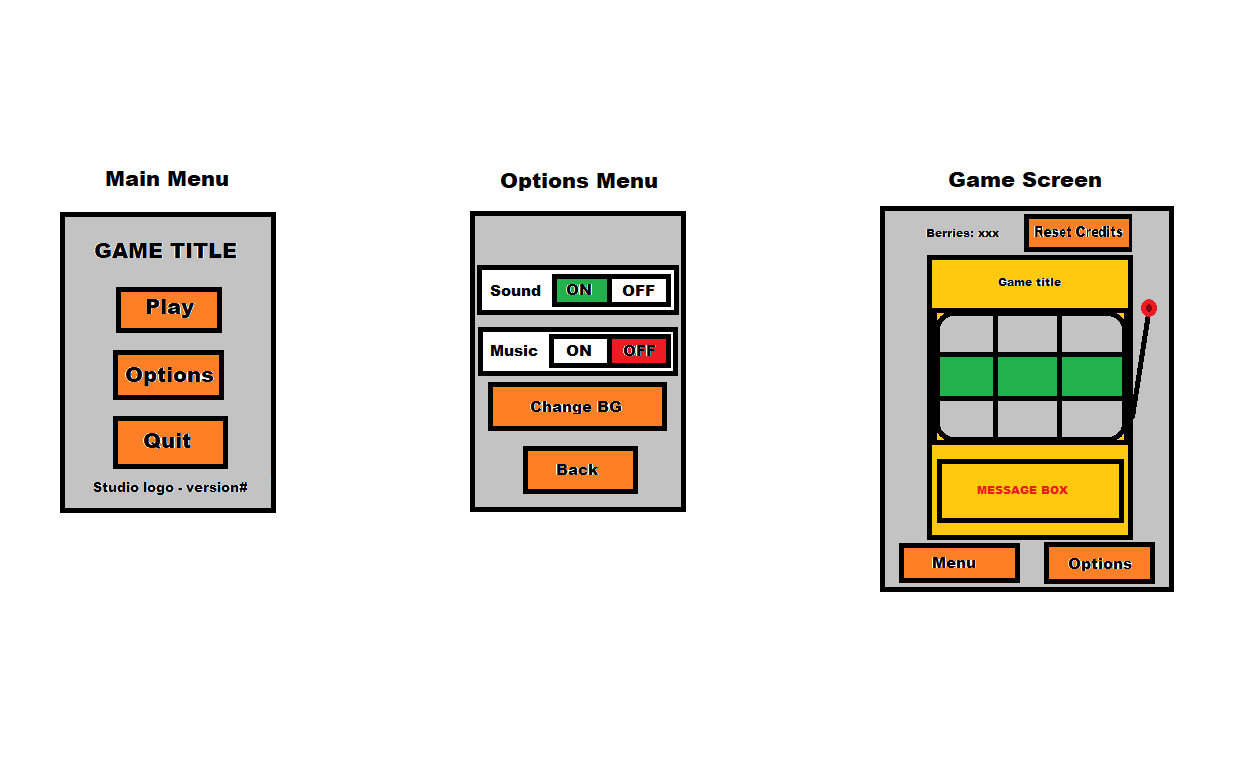 Main Menu
GAME TITLE
Play
Options
Quit
Studio logo - version#
Options Menu
Sound ON OFF
Music ON OFF
Change BG
Back
Game Screen
Berries: xxx Reset Credits
Game title
MESSAGE BOX
Menu Options